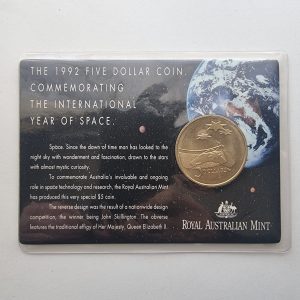 THE 1992 FIVE DOLLAR COIN.
COMMEMORATING
THE INTERNATIONAL
YEAR OF SPACE.
Space. Since the dawn of time man has looked to the
night sky with wonderment and fascination, drawn to the stars
with almost mystic curiosity.
To commemorate Australia's invaluable and ongoing
role in space technology and research, the Royal Australian Mint
has produced this very special $5 coin.
The reverse design was the result of a nationwide design
competition, the winner being John Skillington. The obverse
features the traditional effigy of Her Majesty, Queen Elizabeth II.
ROYAL AUSTRALIAN MINT